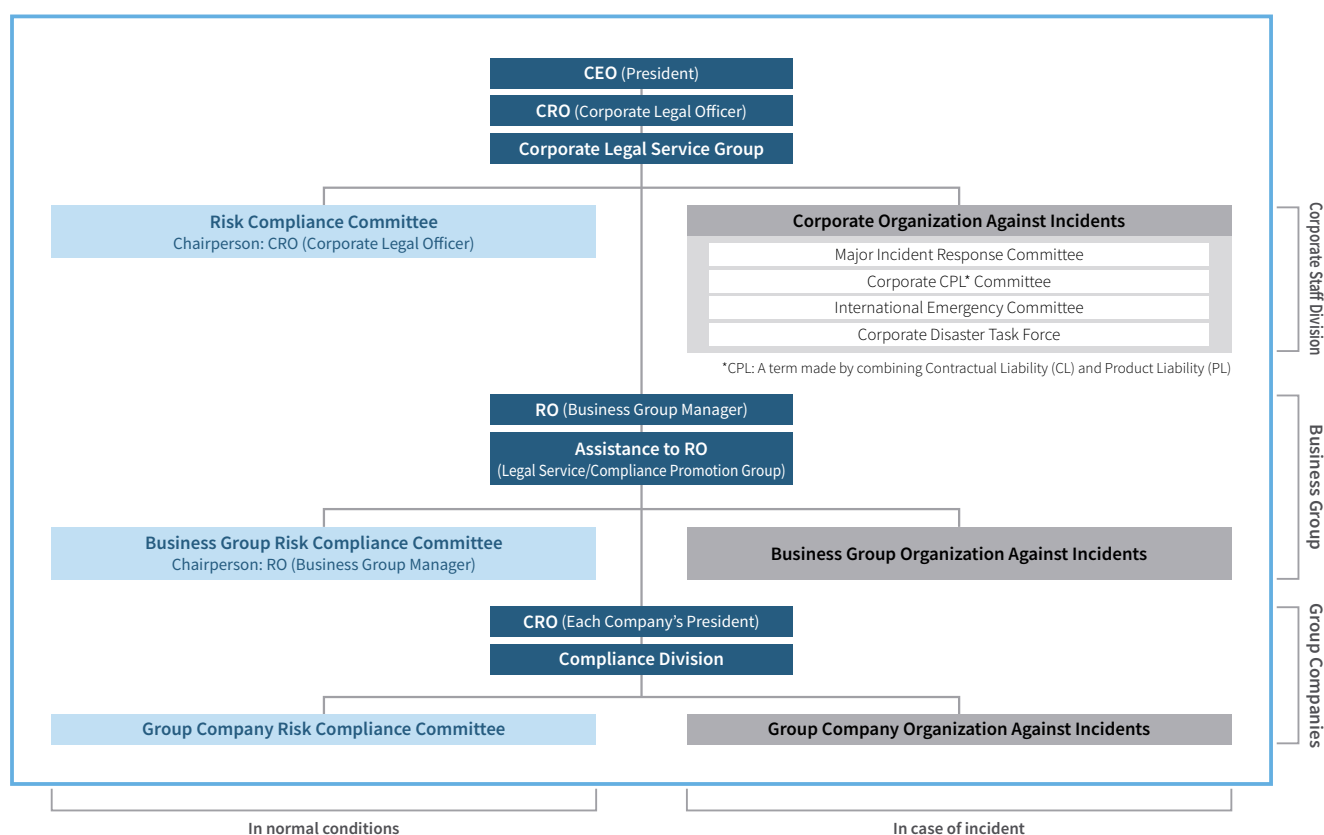 CEO (President)
CRO (Corporate Legal Officer)
Corporate Legal Service Group
Risk Compliance Committee
Chairperson: CRO (Corporate Legal Officer)
Corporate Organization Against Incidents
Major Incident Response Committee
Corporate CPL* Committee
International Emergency Committee
Corporate Disaster Task Force
*CPL: A term made by combining Contractual Liability (CL) and Product Liability (PL)
Corporate Staff Division
RO (Business Group Manager)
Assistance to RO
(Legal Service/Compliance Promotion Group)
Business Group Risk Compliance Committee
Chairperson: RO (Business Group Manager)
Business Group Organization Against Incidents
Business Group
CRO (Each Company’s President)
Compliance Division
Group Company Risk Compliance Committee
Group Company Organization Against Incidents
Group Companies
In normal conditions
In case of incident